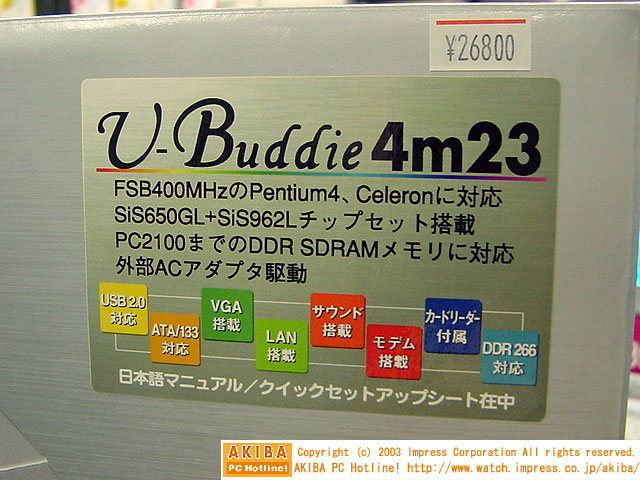 ¥26800
U-Buddie 4m23
FSB400MHzのPentium4、Celeronに対応
SiS650GL+SiS962Lチップセット搭載
PC2100までのDDR SDRAMメモリに対応
外部ACアダプタ駆動
USB 2.0
対応
ATA/133
対応
VGA
搭載
LAN
搭載
サウンド
搭載
モデム
搭載
カードリーダー
付属
DDR 266
対応
日本語マニュアル／クイックセットアップシート在中
AKIBA
PC Hotline!
Copyright (c) 2003 Impress Corporation All rights reserved.
AKIBA PC Hotline! http://www.watch.impress.co.jp/akiba/